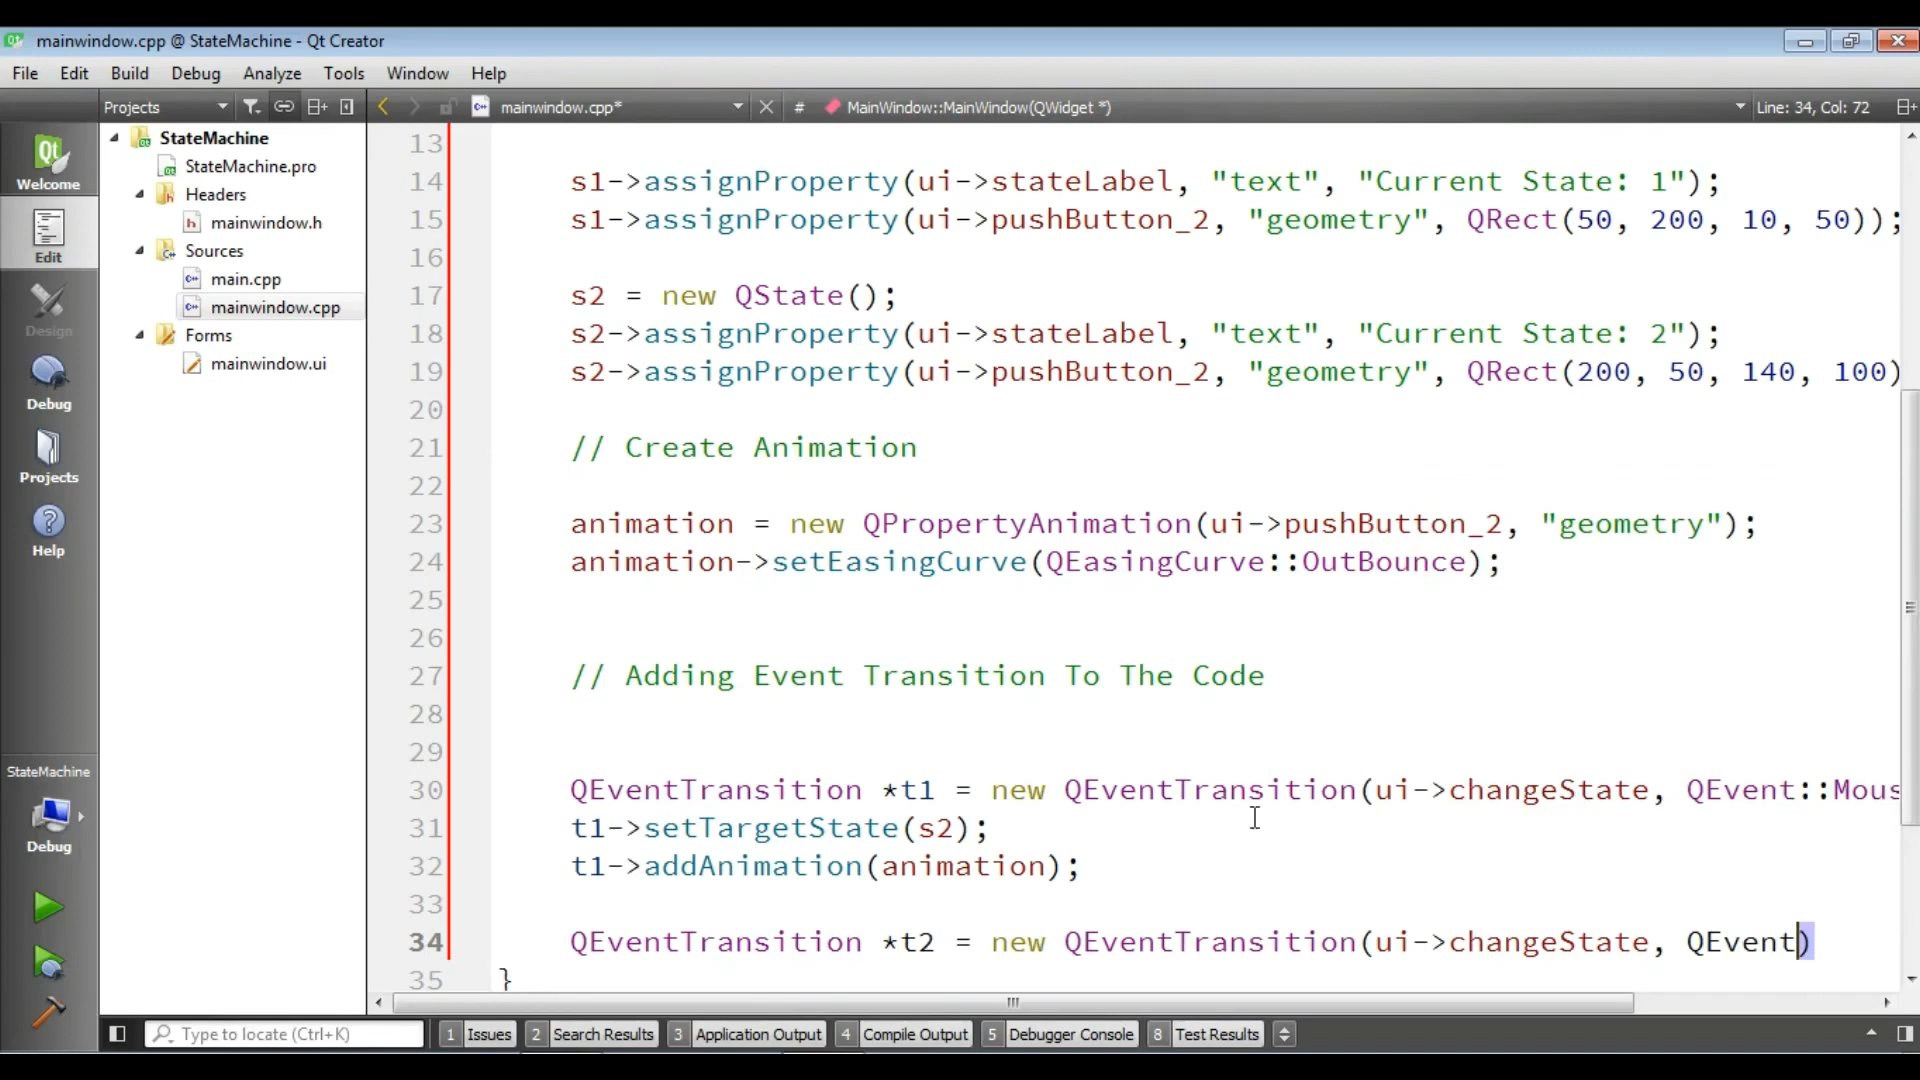 mainwindow.cpp @ StateMachine - Qt Creator
File Edit Build Debug Analyze Tools Window Help
Projects mainwindow.cpp* # MainWindow::MainWindow(QWidget *) Line: 34, Col: 72
Welcome
Edit
Design
Debug
Projects
Help
StateMachine
Debug
StateMachine
StateMachine.pro
Headers
mainwindow.h
Sources
main.cpp
mainwindow.cpp
Forms
mainwindow.ui
13
14 s1->assignProperty(ui->stateLabel, "text", "Current State: 1");
15 s1->assignProperty(ui->pushButton_2, "geometry", QRect(50, 200, 10, 50));
16
17 s2 = new QState();
18 s2->assignProperty(ui->stateLabel, "text", "Current State: 2");
19 s2->assignProperty(ui->pushButton_2, "geometry", QRect(200, 50, 140, 100)
20
21 // Create Animation
22
23 animation = new QPropertyAnimation(ui->pushButton_2, "geometry");
24 animation->setEasingCurve(QEasingCurve::OutBounce);
25
26
27 // Adding Event Transition To The Code
28
29
30 QEventTransition *t1 = new QEventTransition(ui->changeState, QEvent::Mous
31 t1->setTargetState(s2);
32 t1->addAnimation(animation);
33
34 QEventTransition *t2 = new QEventTransition(ui->changeState, QEvent)
35 }
Type to locate (Ctrl+K) 1 Issues 2 Search Results 3 Application Output 4 Compile Output 5 Debugger Console 8 Test Results